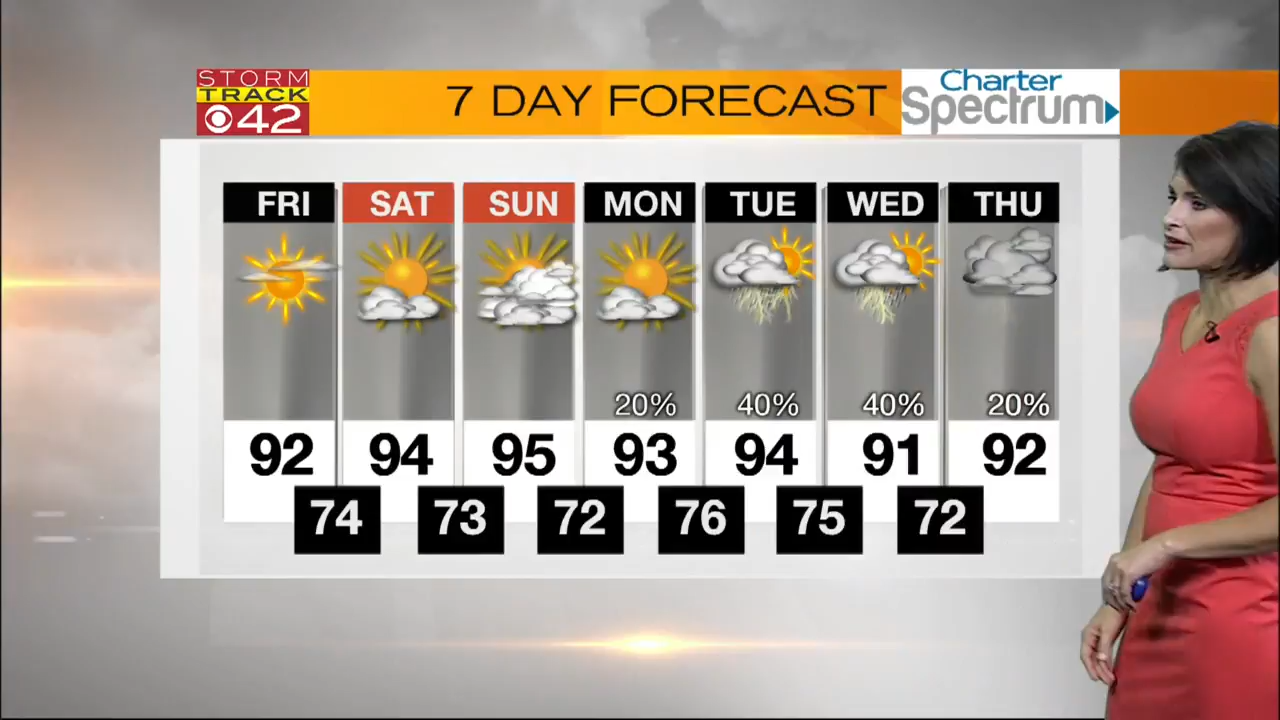 STORM
TRACK
42
7 DAY FORECAST
Charter
Spectrum
FRI SAT SUN MON TUE WED THU
20% 40% 40% 20%
92 94 95 93 94 91 92
74 73 72 76 75 72